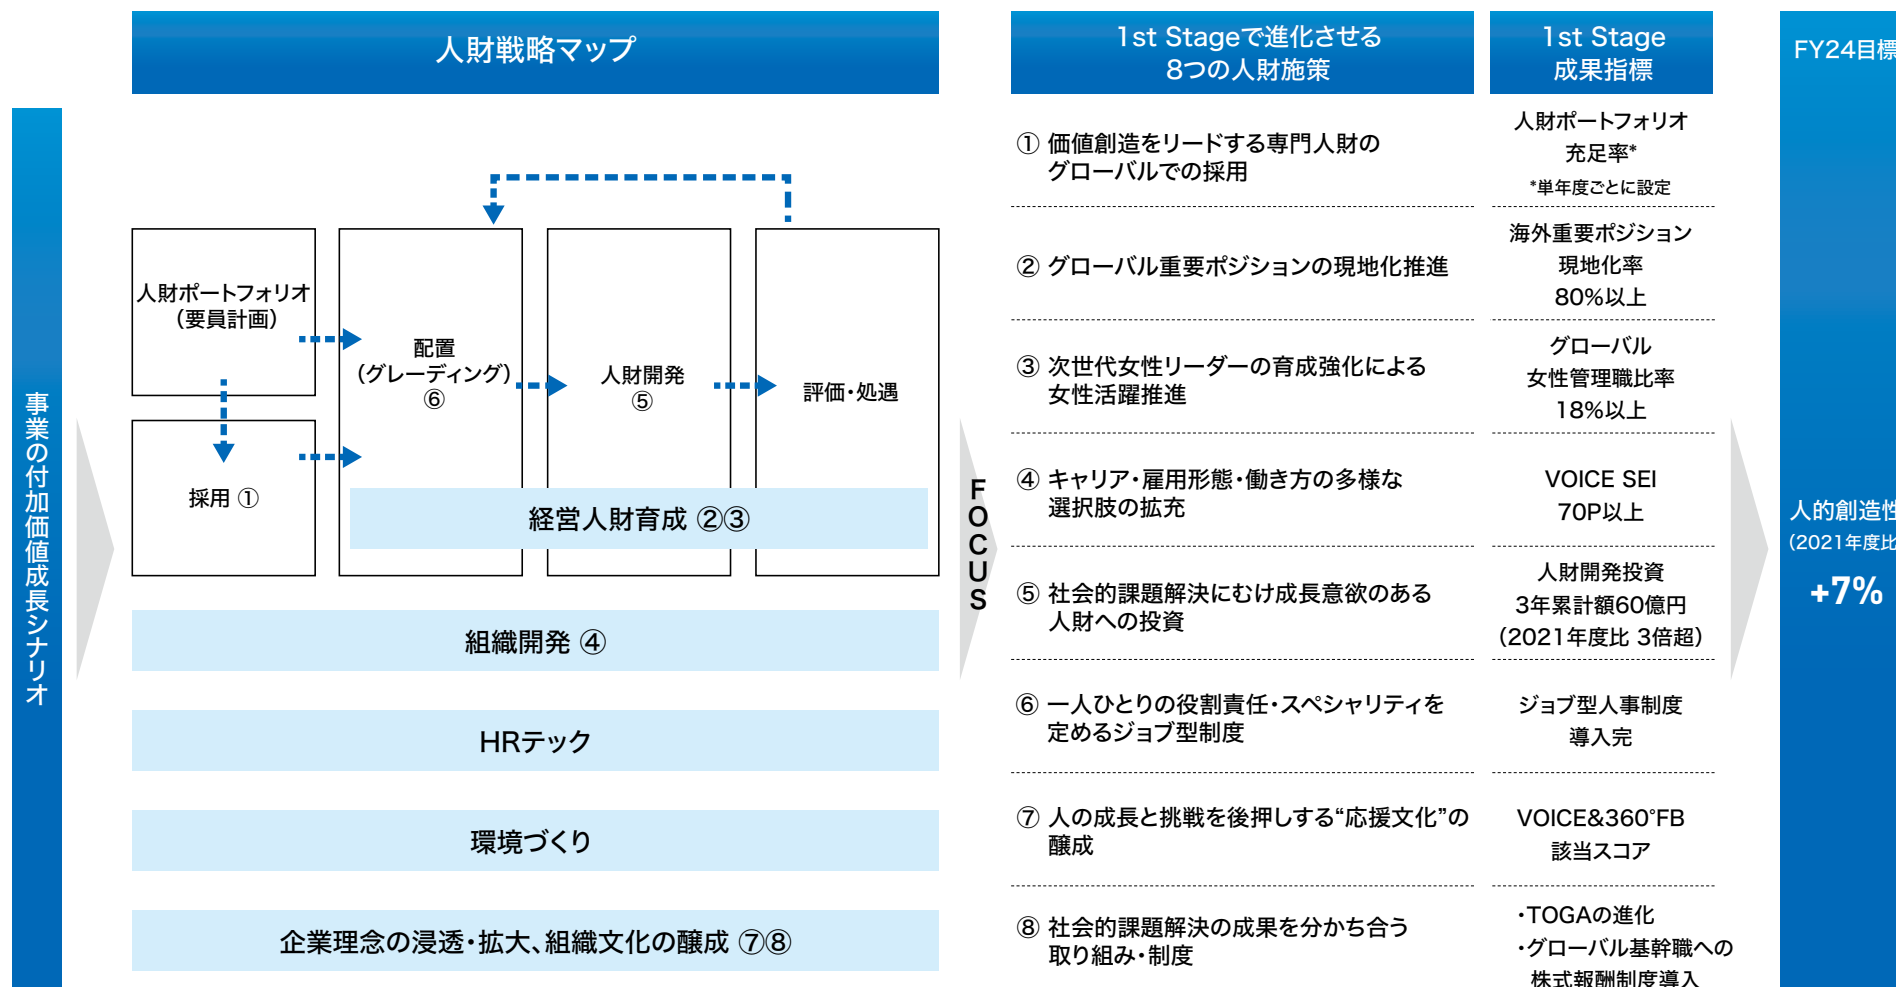 人財戦略マップ
1st Stageで進化させる
8つの人財施策
1st Stage
成果指標
FY24目標
事業の付加価値成長シナリオ
人財ポートフォリオ
（要員計画）
採用 ①
配置
（グレーディング）
⑥
人財開発
⑤
評価・処遇
経営人財育成 ②③
組織開発 ④
HRテック
環境づくり
企業理念の浸透・拡大、組織文化の醸成 ⑦⑧
FOCUS
① 価値創造をリードする専門人財の
グローバルでの採用
人財ポートフォリオ
充足率*
*単年度ごとに設定
② グローバル重要ポジションの現地化推進
海外重要ポジション
現地化率
80%以上
③ 次世代女性リーダーの育成強化による
女性活躍推進
グローバル
女性管理職比率
18%以上
④ キャリア・雇用形態・働き方の多様な
選択肢の拡充
VOICE SEI
70P以上
⑤ 社会的課題解決にむけ成長意欲のある
人財への投資
人財開発投資
3年累計額60億円
（2021年度比 3倍超）
⑥ 一人ひとりの役割責任・スペシャリティを
定めるジョブ型制度
ジョブ型人事制度
導入完
⑦ 人の成長と挑戦を後押しする“応援文化”の
醸成
VOICE&360°FB
該当スコア
⑧ 社会的課題解決の成果を分かち合う
取り組み・制度
・TOGAの進化
・グローバル基幹職への
株式報酬制度導入
人的創造性
（2021年度比
+7%